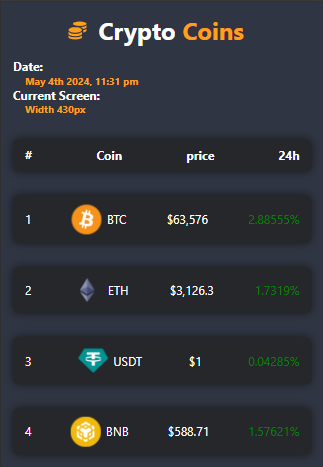 Crypto Coins
Date:
May 4th 2024, 11:31 pm
Current Screen:
Width 430px
# Coin price 24h
1 BTC $63,576 2.88555%
2 ETH $3,126.3 1.7319%
3 USDT $1 0.04285%
4 BNB $588.71 1.57621%